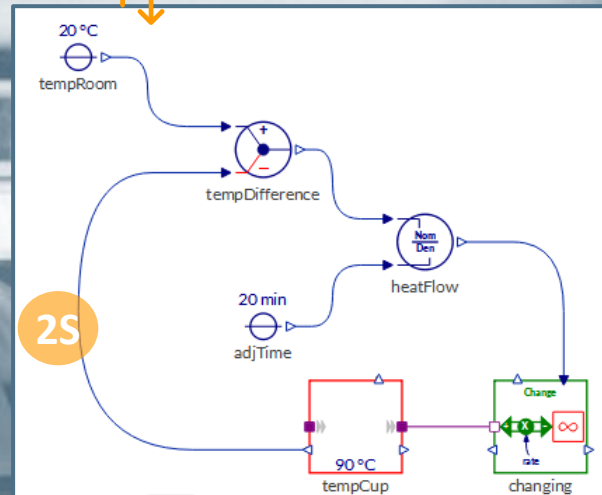 20 °C
tempRoom
+
−
tempDifference
Nom
Den
heatFlow
20 min
adjTime
2S
90 °C
tempCup
Change
X
∞
rate
changing